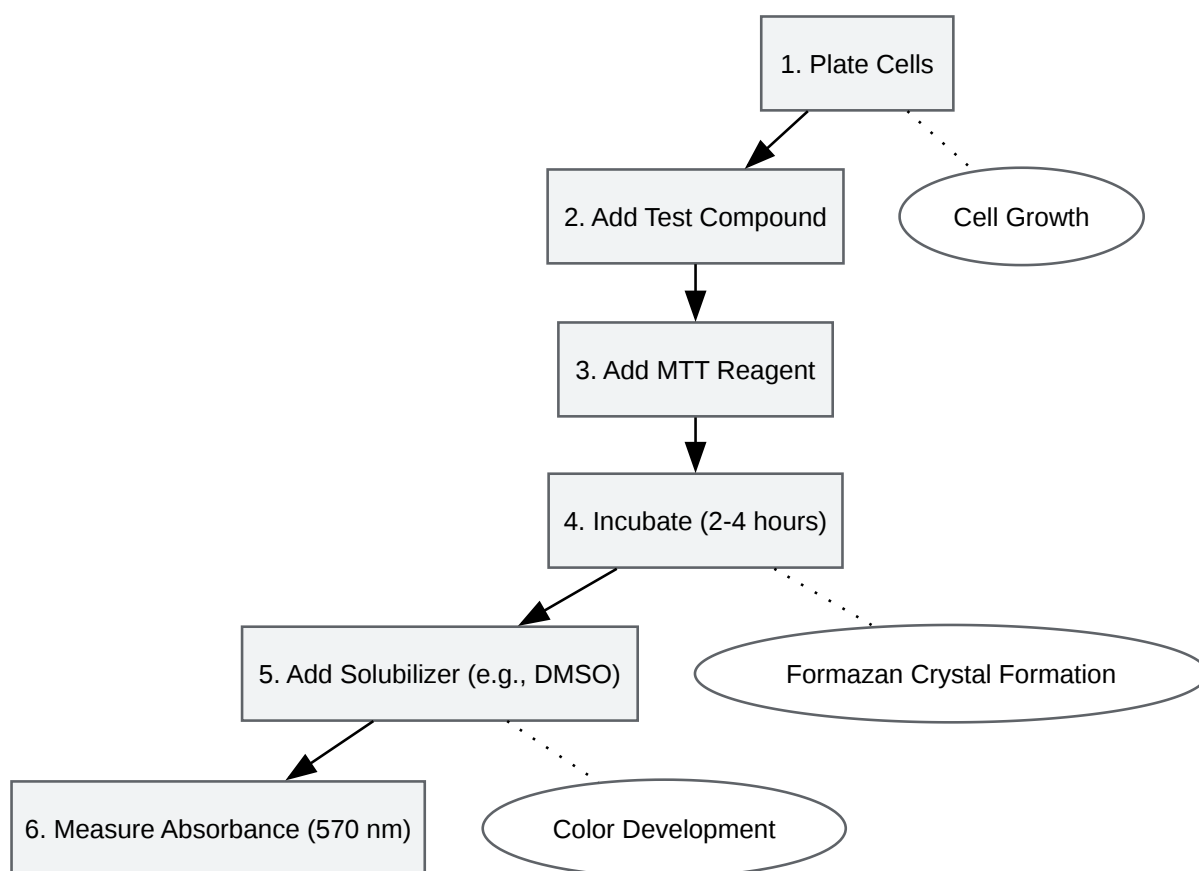 1. Plate Cells
2. Add Test Compound
Cell Growth
3. Add MTT Reagent
4. Incubate (2-4 hours)
5. Add Solubilizer (e.g., DMSO)
Formazan Crystal Formation
6. Measure Absorbance (570 nm)
Color Development